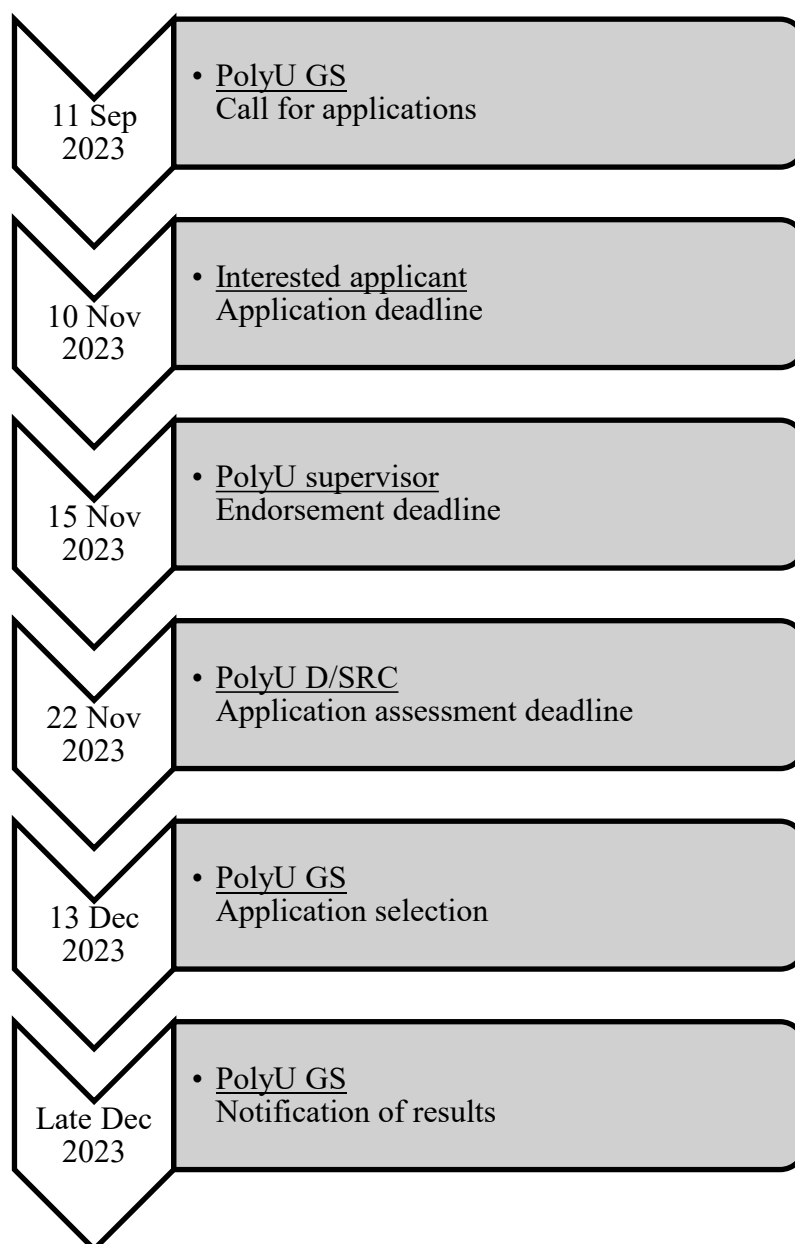 11 Sep
2023
• PolyU GS
Call for applications
10 Nov
2023
• Interested applicant
Application deadline
15 Nov
2023
• PolyU supervisor
Endorsement deadline
22 Nov
2023
• PolyU D/SRC
Application assessment deadline
13 Dec
2023
• PolyU GS
Application selection
Late Dec
2023
• PolyU GS
Notification of results